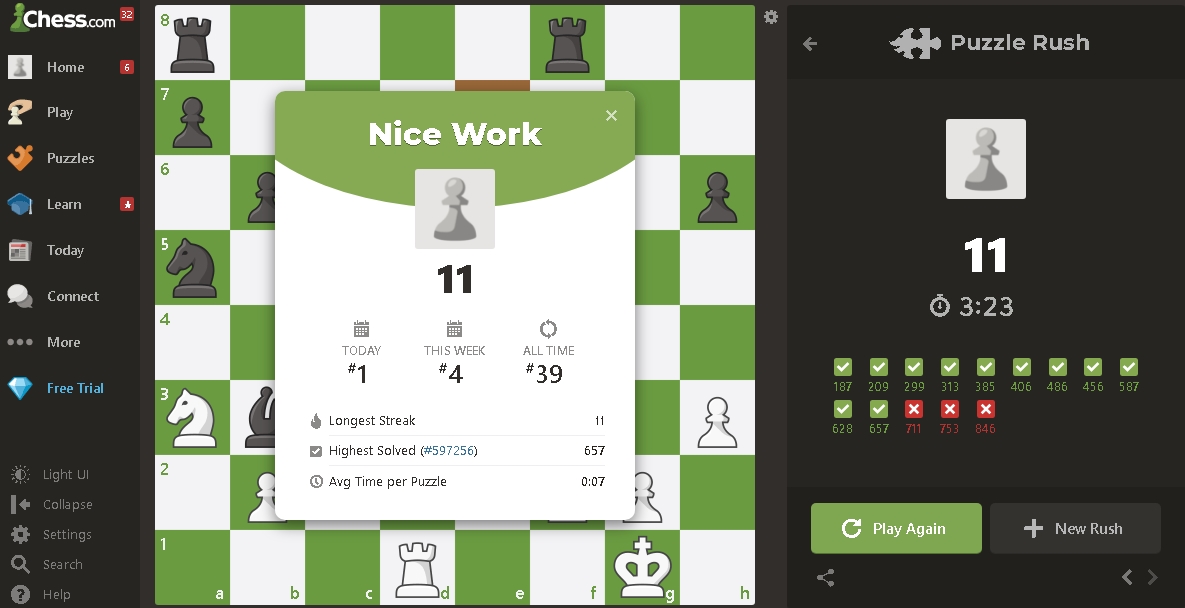 Chess.com 32
Home 6
Play
Puzzles
Learn
Today
Connect
More
Free Trial
Light UI
Collapse
Settings
Search
Help
8
7
6
5
4
3
2
1
a b c d e f g h
Nice Work
11
TODAY THIS WEEK ALL TIME
#1 #4 #39
Longest Streak 11
Highest Solved (#597256) 657
Avg Time per Puzzle 0:07
Puzzle Rush
11
3:23
187 209 299 313 385 406 486 456 587
628 657 711 753 846
Play Again
New Rush